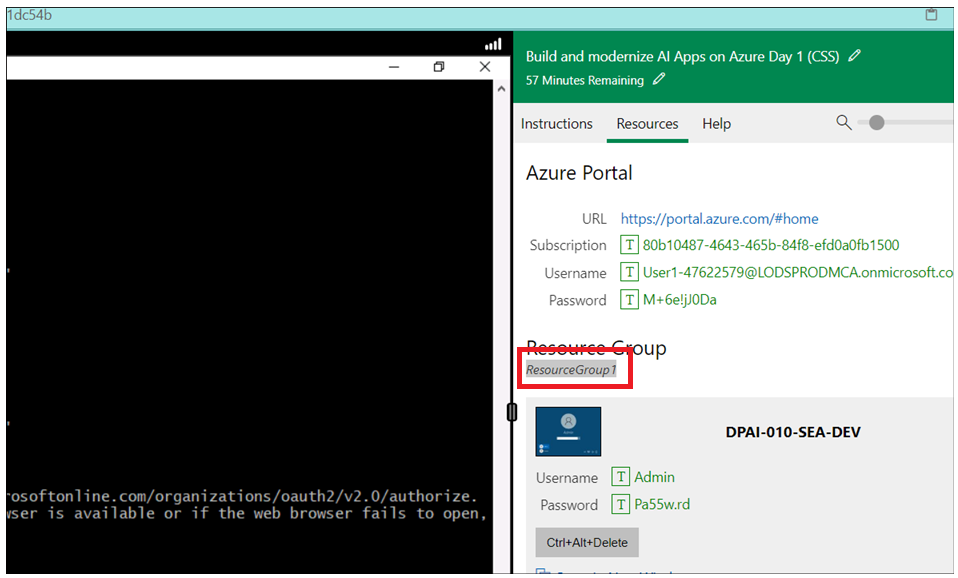 1dc54b
Build and modernize AI Apps on Azure Day 1 (CSS)
57 Minutes Remaining
Instructions Resources Help
Azure Portal
URL https://portal.azure.com/#home
Subscription T 80b10487-4643-465b-84f8-efd0a0fb1500
Username T User1-47622579@LODSPRODMCA.onmicrosoft.co
Password T M+6e!jJ0Da
Resource Group
ResourceGroup1
DPAI-010-SEA-DEV
Username T Admin
Password T Pa55w.rd
Ctrl+Alt+Delete
rosoftonline.com/organizations/oauth2/v2.0/authorize.
wser is available or if the web browser fails to open,